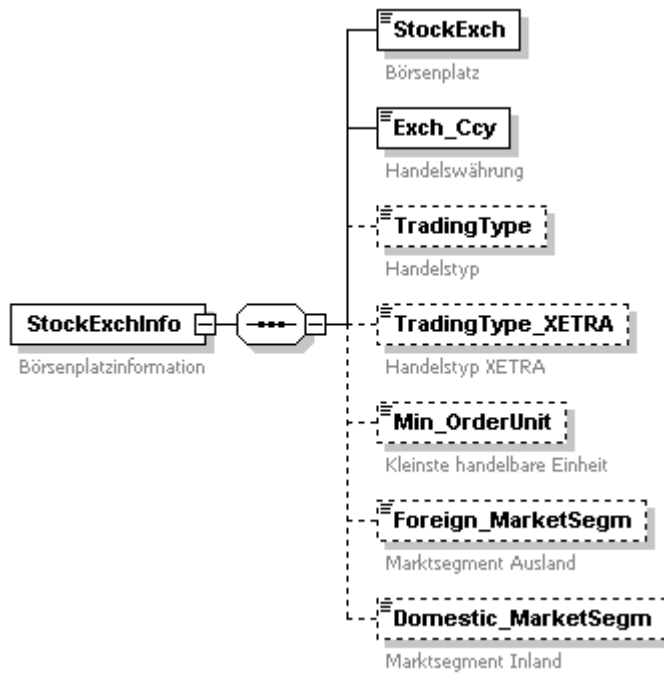 StockExch
Börsenplatz
Exch_Ccy
Handelswährung
TradingType
Handelstyp
StockExchInfo
Börsenplatzinformation
TradingType_XETRA
Handelstyp XETRA
Min_OrderUnit
Kleinste handelbare Einheit
Foreign_MarketSegm
Marktsegment Ausland
Domestic_MarketSegm
Marktsegment Inland